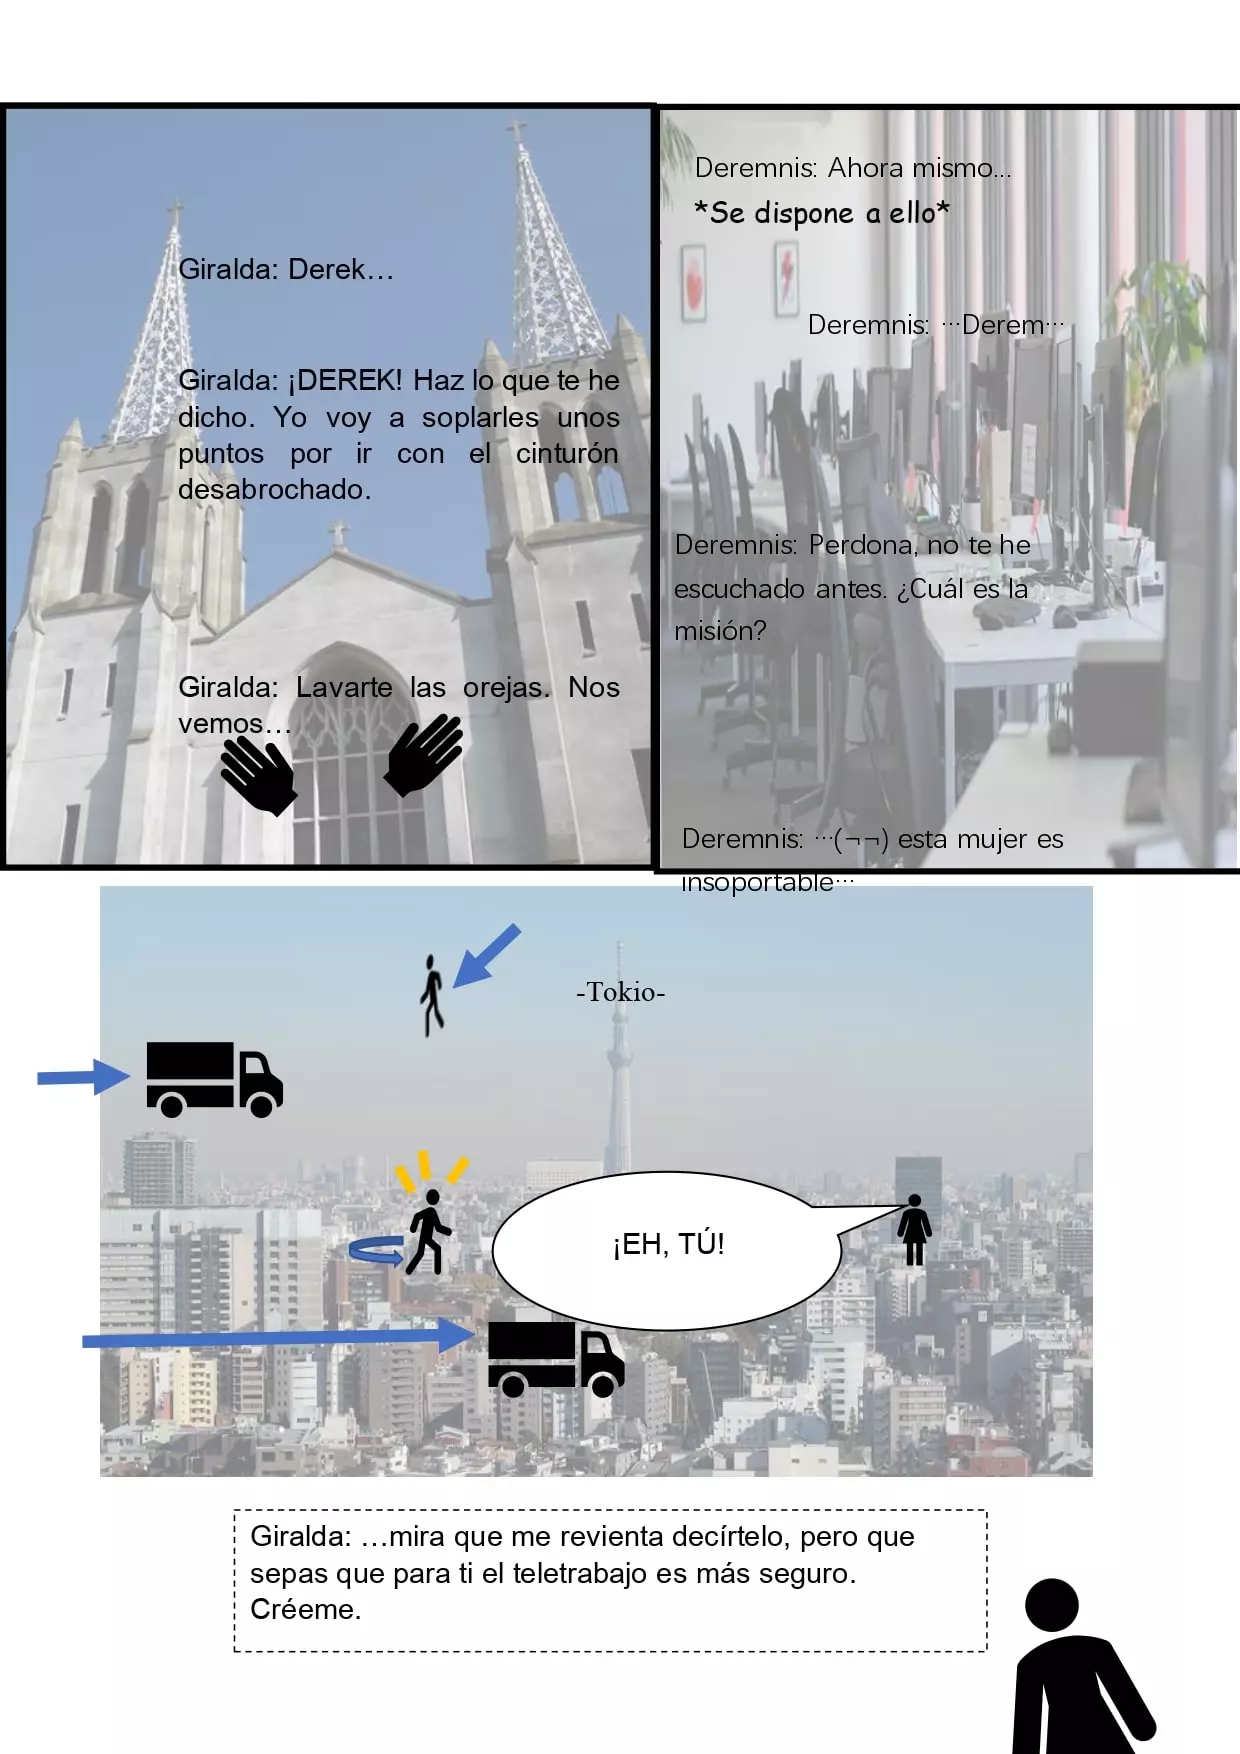 Giralda: Derek…
Giralda: ¡DEREK! Haz lo que te he
dicho. Yo voy a soplarles unos
puntos por ir con el cinturón
desabrochado.
Giralda: Lavarte las orejas. Nos
vemos…
Deremnis: Ahora mismo...
*Se dispone a ello*
Deremnis: …Derem…
Deremnis: Perdona, no te he
escuchado antes. ¿Cuál es la
misión?
Deremnis: …(¬¬) esta mujer es
insoportable…
-Tokio-
¡EH, TÚ!
Giralda: …mira que me revienta decírtelo, pero que
sepas que para ti el teletrabajo es más seguro.
Créeme.